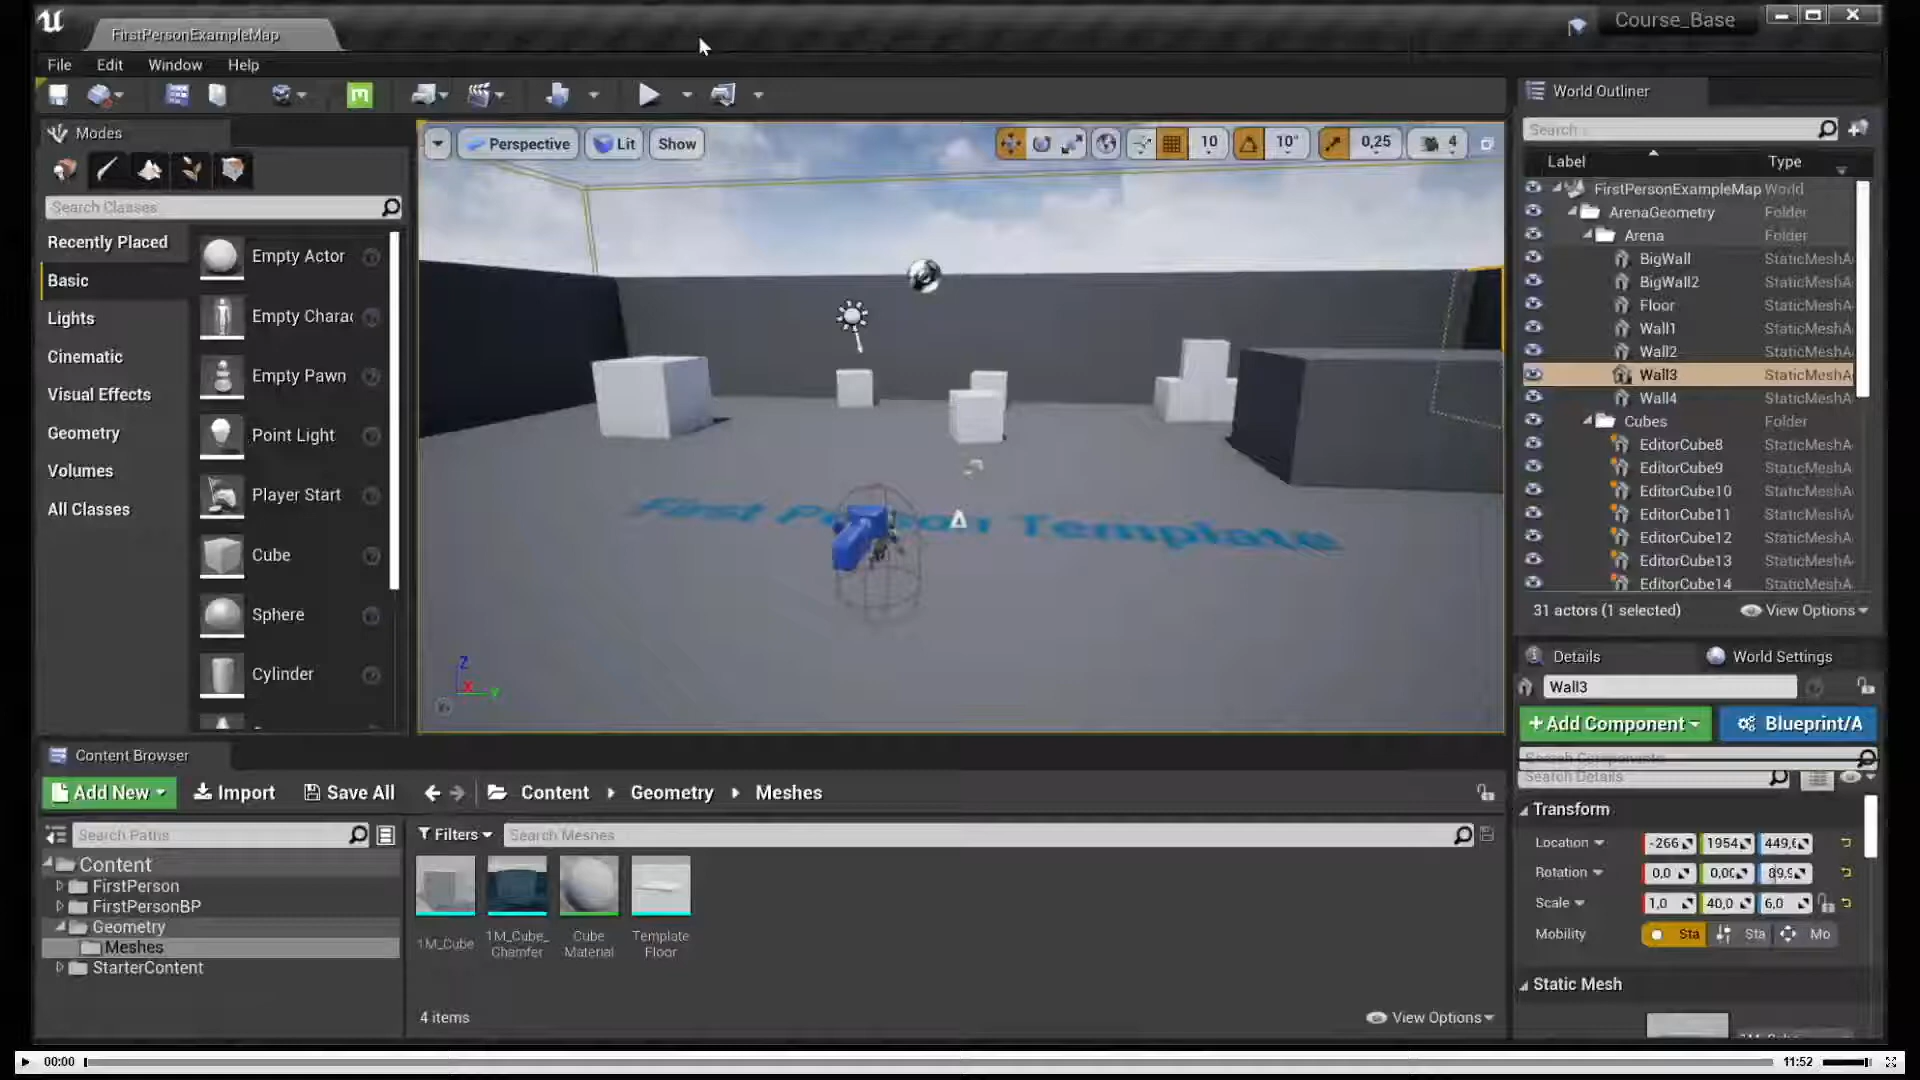 FirstPersonExampleMap
Course_Base
File Edit Window Help
Modes
Search Classes
Recently Placed
Basic
Lights
Cinematic
Visual Effects
Geometry
Volumes
All Classes
Empty Actor
Empty Charac
Empty Pawn
Point Light
Player Start
Cube
Sphere
Cylinder
Perspective Lit Show
10 10° 0,25 4
First Person Template
Z
X Y
World Outliner
Search
Label Type
FirstPersonExampleMap World
ArenaGeometry Folder
Arena Folder
BigWall StaticMeshA
BigWall2 StaticMeshA
Floor StaticMeshA
Wall1 StaticMeshA
Wall2 StaticMeshA
Wall3 StaticMeshA
Wall4 StaticMeshA
Cubes Folder
EditorCube8 StaticMeshA
EditorCube9 StaticMeshA
EditorCube10 StaticMeshA
EditorCube11 StaticMeshA
EditorCube12 StaticMeshA
EditorCube13 StaticMeshA
EditorCube14 StaticMeshA
31 actors (1 selected) View Options
Details World Settings
Wall3
+Add Component Blueprint/A
Search Components
Search Details
Transform
Location -266 1954 449,6
Rotation 0,0 0,00 89,9
Scale 1,0 40,0 6,0
Mobility Sta Sta Mo
Static Mesh
Content Browser
Add New Import Save All Content Geometry Meshes
Search Paths
Filters Search Meshes
Content
FirstPerson
FirstPersonBP
Geometry
Meshes
StarterContent
1M_Cube
1M_Cube_
Chamfer
Cube
Material
Template
Floor
4 items View Options
00:00 11:52